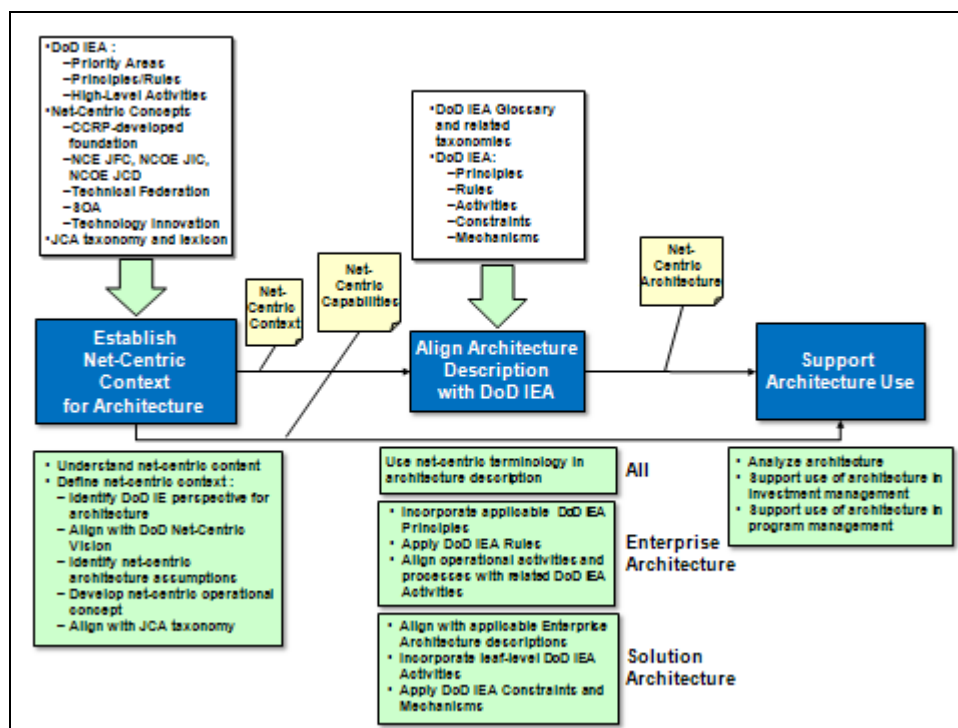 •DoD IEA :
–Priority Areas
–Principles/Rules
–High-Level Activities
•Net-Centric Concepts
–CCRP-developed
foundation
–NCE JFC, NCOE JIC,
NCOE JCD
–Technical Federation
–SOA
–Technology Innovation
•JCA taxonomy and lexicon
•DoD IEA Glossary
and related
taxonomies
•DoD IEA:
–Principles
–Rules
–Activities
–Constraints
–Mechanisms
Net-
Centric
Context
Net-
Centric
Capabilities
Net-
Centric
Architecture
Establish
Net-Centric
Context
for Architecture
Align Architecture
Description
with DoD IEA
Support
Architecture Use
• Understand net-centric content
• Define net-centric context :
– Identify DoD IE perspective for
architecture
– Align with DoD Net-Centric
Vision
– Identify net-centric
architecture assumptions
– Develop net-centric operational
concept
– Align with JCA taxonomy
Use net-centric terminology in
architecture description
All
• Incorporate applicable DoD IEA
Principles
• Apply DoD IEA Rules
• Align operational activities and
processes with related DoD IEA
Activities
Enterprise
Architecture
• Align with applicable Enterprise
Architecture descriptions
• Incorporate leaf-level DoD IEA
Activities
• Apply DoD IEA Constraints and
Mechanisms
Solution
Architecture
• Analyze architecture
• Support use of architecture in
investment management
• Support use of architecture in
program management